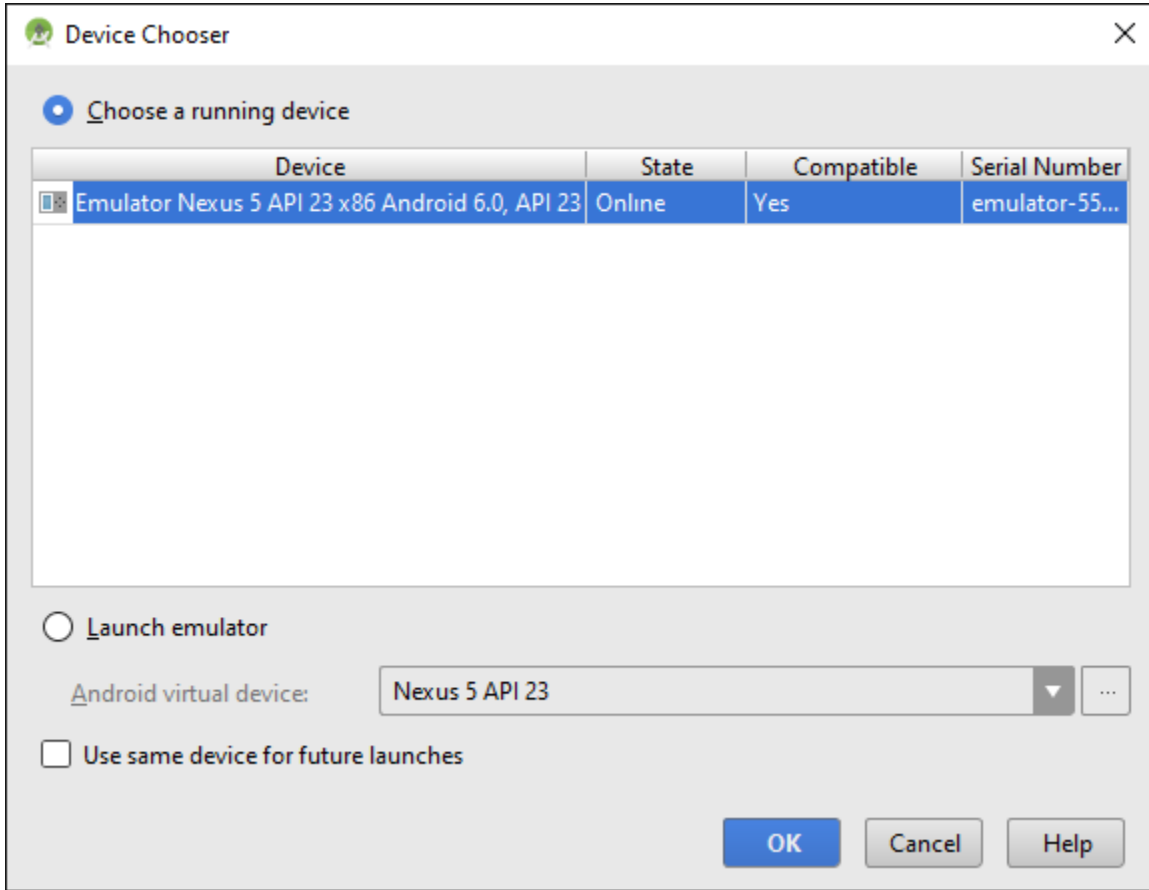 Device Chooser
Choose a running device
Device State Compatible Serial Number
Emulator Nexus 5 API 23 x86 Android 6.0, API 23 Online Yes emulator-55...
Launch emulator
Android virtual device: Nexus 5 API 23 ...
Use same device for future launches
OK Cancel Help